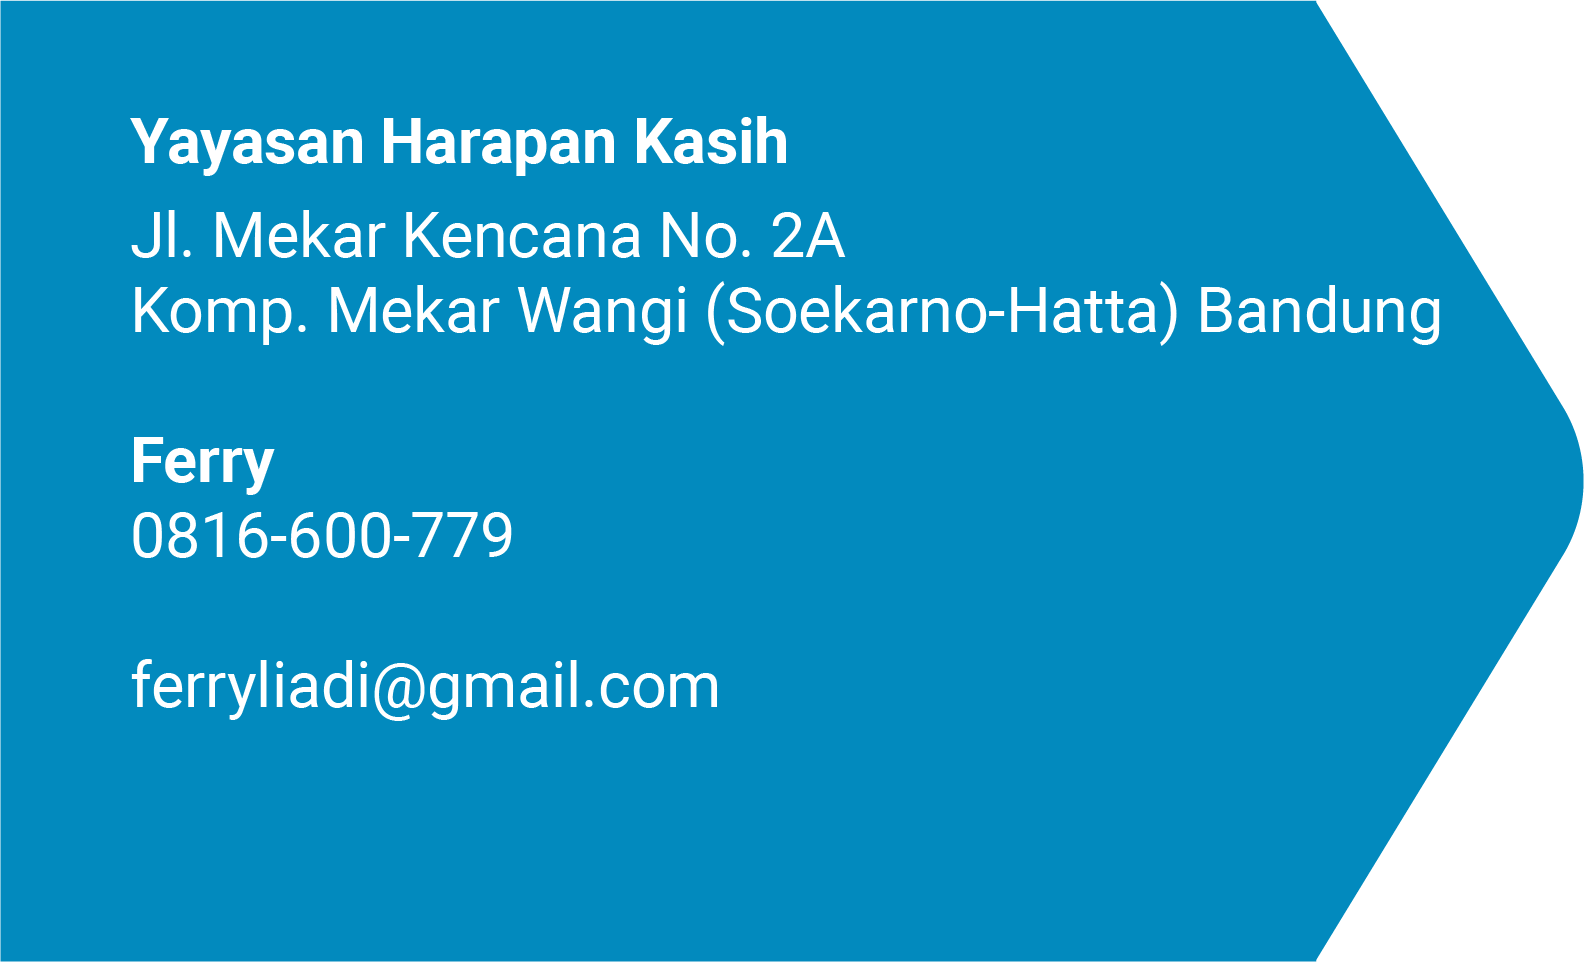 Yayasan Harapan Kasih
Jl. Mekar Kencana No. 2A
Komp. Mekar Wangi (Soekarno-Hatta) Bandung
Ferry
0816-600-779
ferryliadi@gmail.com